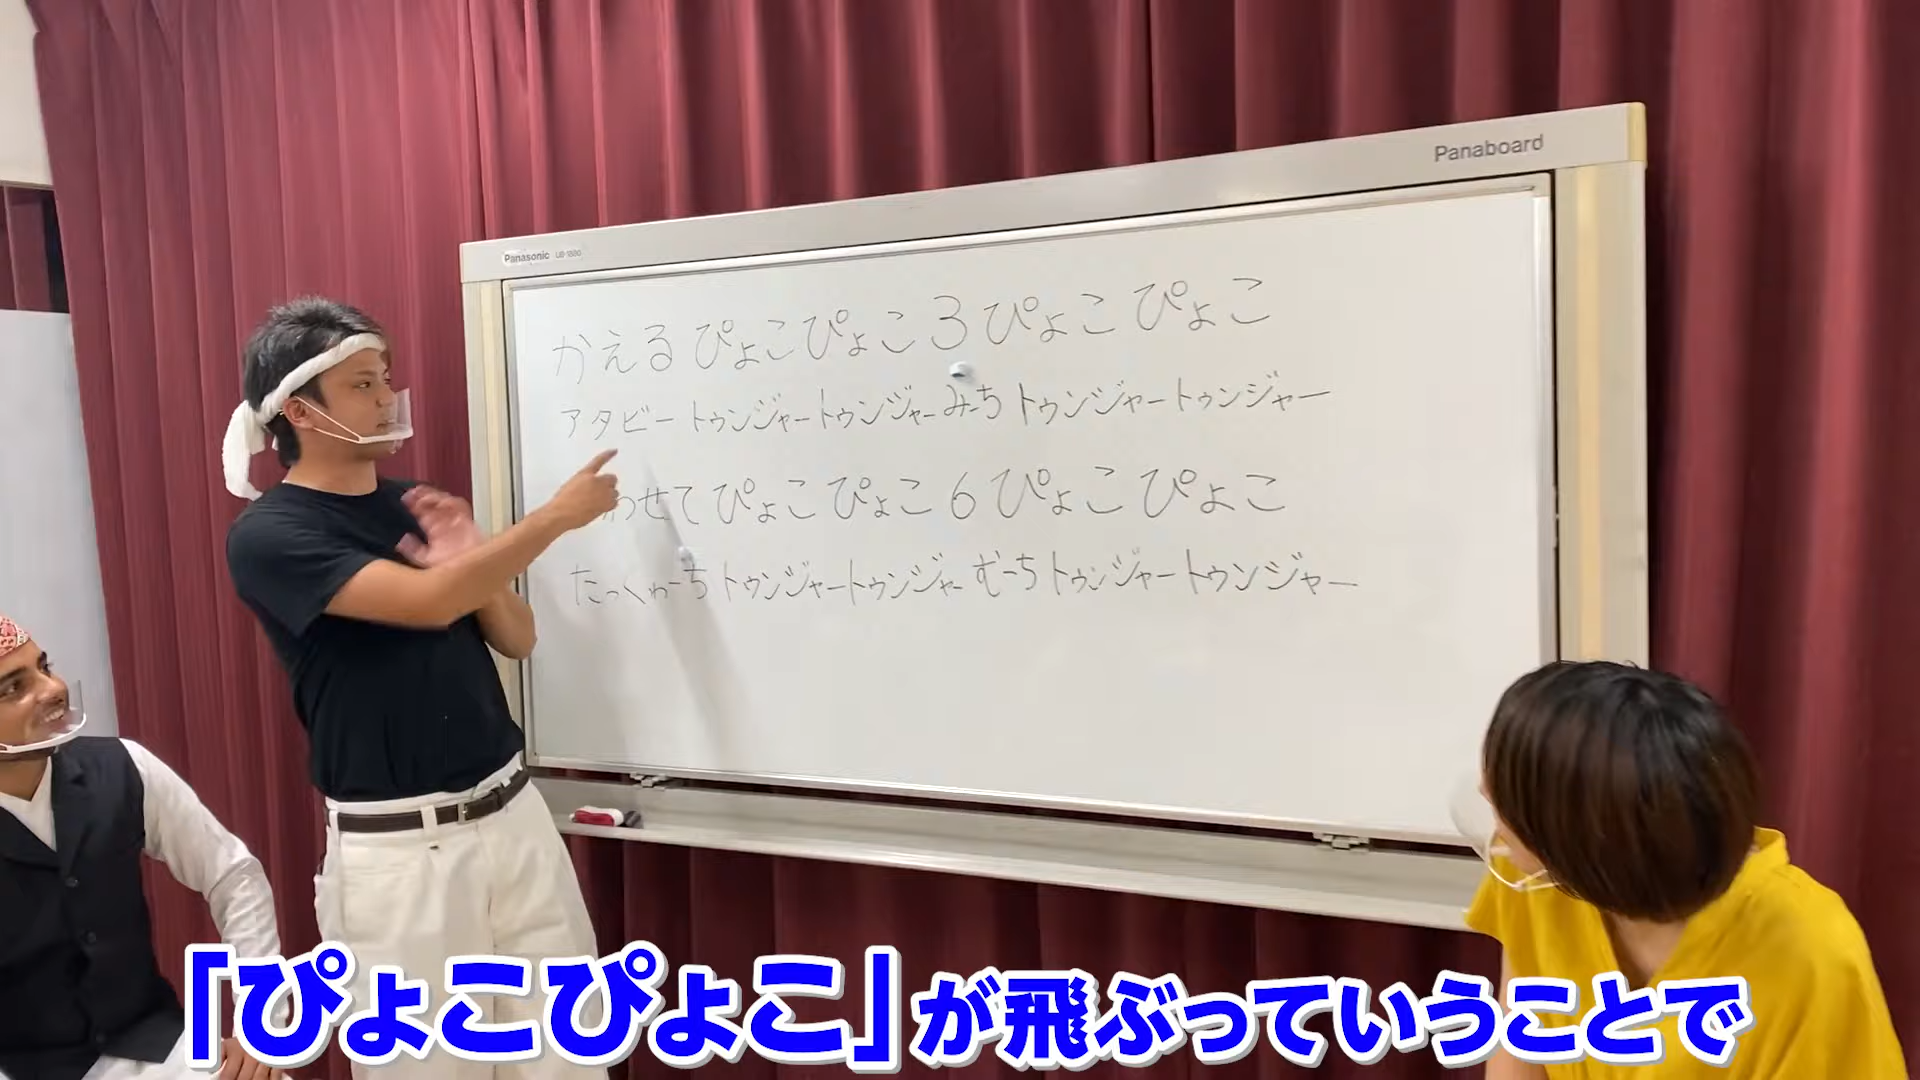 Panaboard
Panasonic
かえるぴょこぴょこ3ぴょこぴょこ
アタビートゥンジャートゥンジャーみーちトゥンジャートゥンジャー
わせてぴょこぴょこ6ぴょこぴょこ
たっくゎーちトゥンジャートゥンジャーむーちトゥンジャートゥンジャー
「ぴょこぴょこ」が飛ぶっていうことで